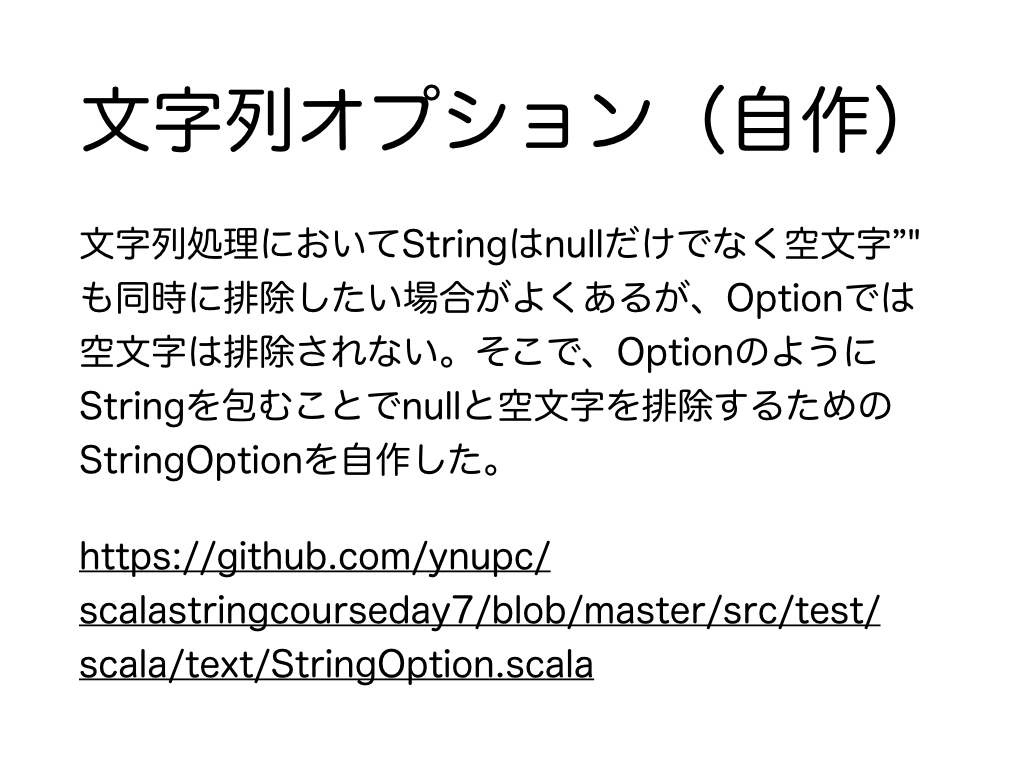 文字列オプション（自作）
文字列処理においてStringはnullだけでなく空文字”"
も同時に排除したい場合がよくあるが、Optionでは
空文字は排除されない。そこで、Optionのように
Stringを包むことでnullと空文字を排除するための
StringOptionを自作した。
https://github.com/ynupc/
scalastringcourseday7/blob/master/src/test/
scala/text/StringOption.scala